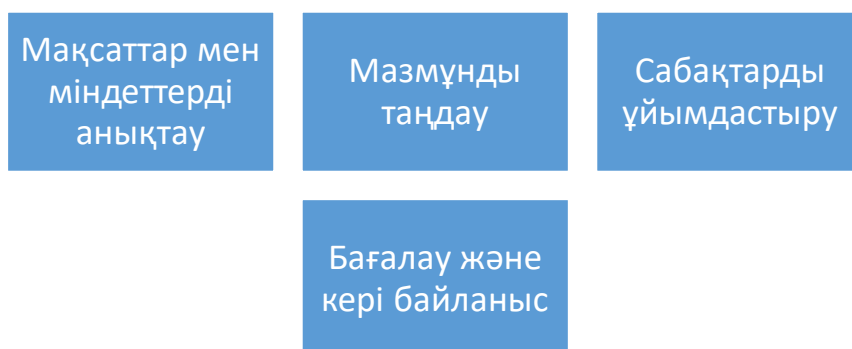 Мақсаттар мен
міндеттерді
анықтау
Мазмұнды
таңдау
Сабақтарды
ұйымдастыру
Бағалау және
кері байланыс